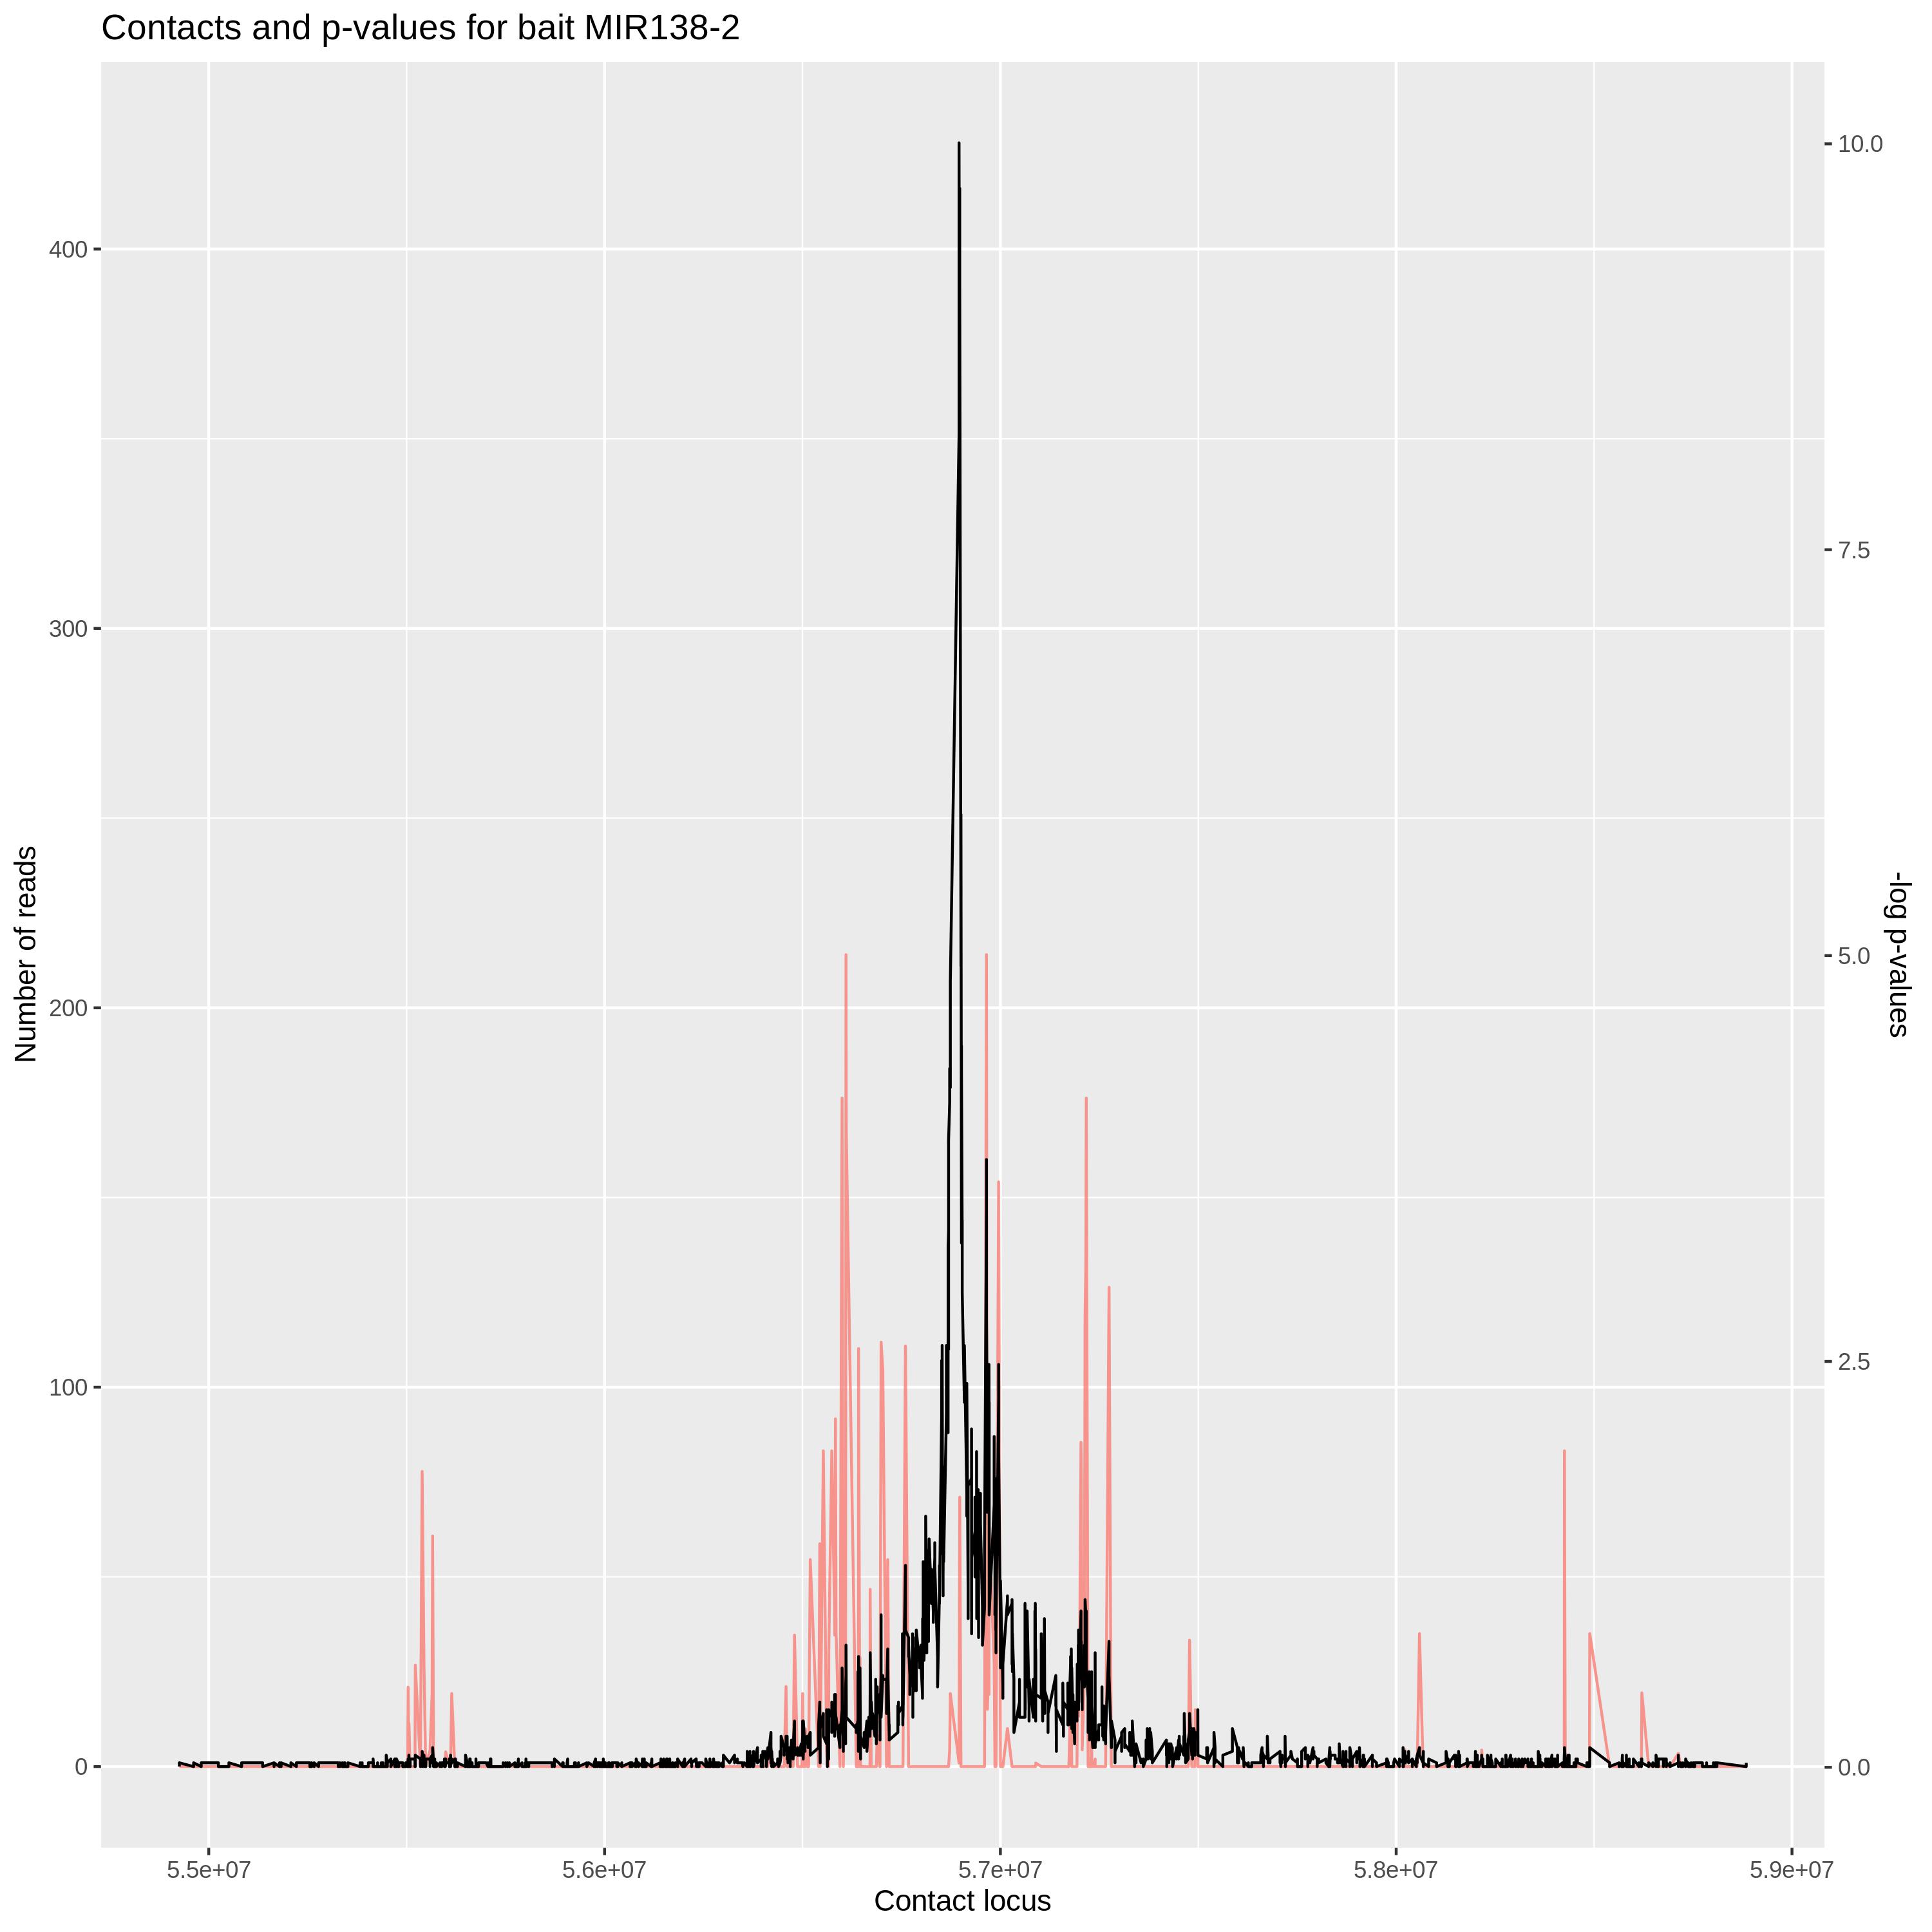 Contacts and p-values for bait MIR138-2
Number of reads
400
300
200
100
0
10.0
7.5
5.0
2.5
0.0
-log p-values
5.5e+07
5.6e+07
5.7e+07
5.8e+07
5.9e+07
Contact locus